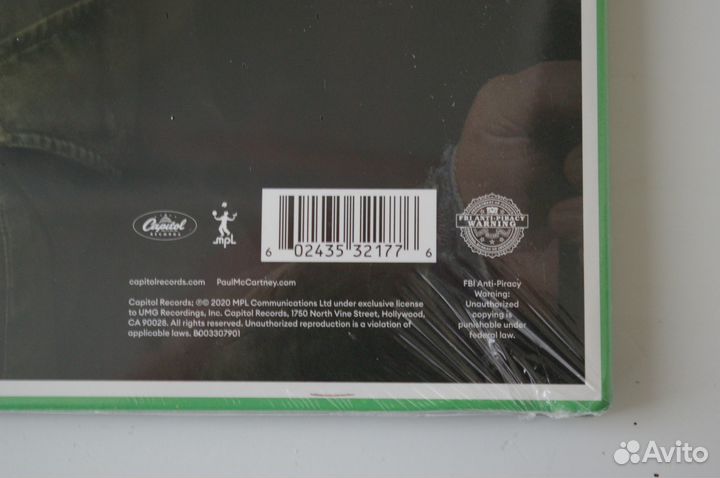 Capitol
RECORDS
mpL
6 02435 32177 6
FBI ANTI-PIRACY
WARNING
capitolrecords.com PaulMcCartney.com
Capitol Records; ℗© 2020 MPL Communications Ltd under exclusive license
to UMG Recordings, Inc. Capitol Records, 1750 North Vine Street, Hollywood,
CA 90028. All rights reserved. Unauthorized reproduction is a violation of
applicable laws. B003307901
FBI Anti-Piracy
Warning:
Unauthorized
copying is
punishable under
federal law.
Avito